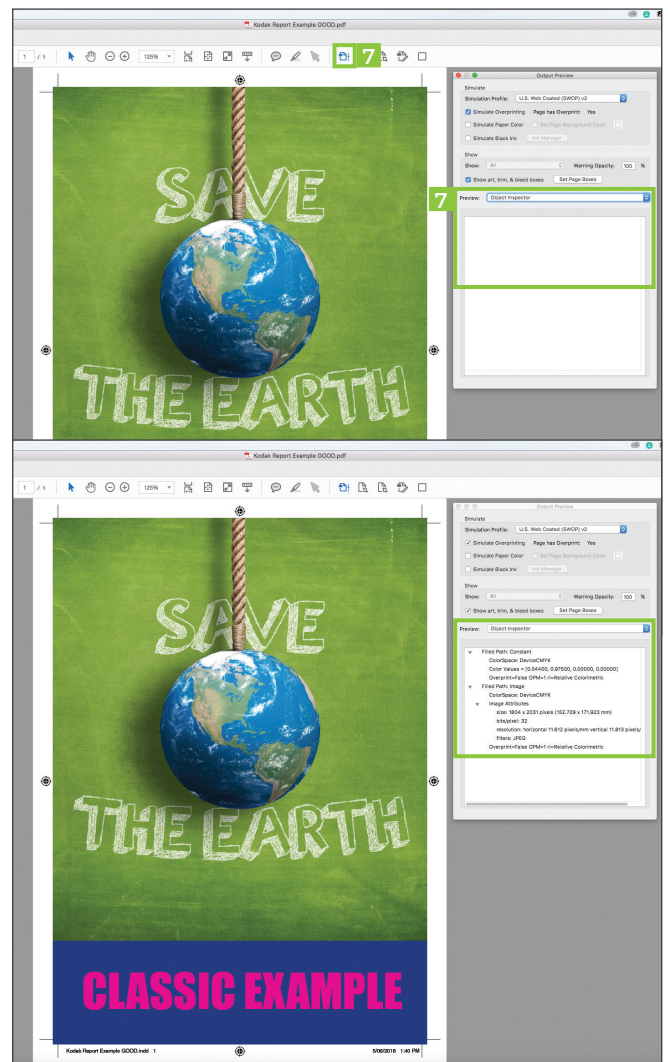 Kodak Report Example GOOD.pdf
1 / 1 125% 7
Output Preview
Simulate
Simulation Profile: U.S. Web Coated (SWOP) v2
Simulate Overprinting Page has Overprint: Yes
Simulate Paper Color Set Page Background Color
Simulate Black Ink Ink Manager
Show
Show: All Warning Opacity: 100 %
Show art, trim, & bleed boxes Set Page Boxes
7 Preview: Object Inspector
SAVE
THE EARTH
Kodak Report Example GOOD.pdf
1 / 1 125%
Output Preview
Simulate
Simulation Profile: U.S. Web Coated (SWOP) v2
Simulate Overprinting Page has Overprint: Yes
Simulate Paper Color Set Page Background Color
Simulate Black Ink Ink Manager
Show
Show: All Warning Opacity: 100 %
Show art, trim, & bleed boxes Set Page Boxes
Preview: Object Inspector
Filled Path: Constant
ColorSpace: DeviceCMYK
Color Values = {0.04400, 0.97500, 0.00000, 0.00000}
Overprint=False OPM=1 ri=Relative Colorimetric
Filled Path: Image
ColorSpace: DeviceCMYK
Image Attributes
size: 1804 x 2031 pixels (152.729 x 171.923 mm)
bits/pixel: 32
resolution: horizontal 11.812 pixels/mm vertical 11.813 pixels/
filters: JPEG
Overprint=False OPM=1 ri=Relative Colorimetric
SAVE
THE EARTH
CLASSIC EXAMPLE
Kodak Report Example GOOD.indd 1 5/06/2018 1:40 PM